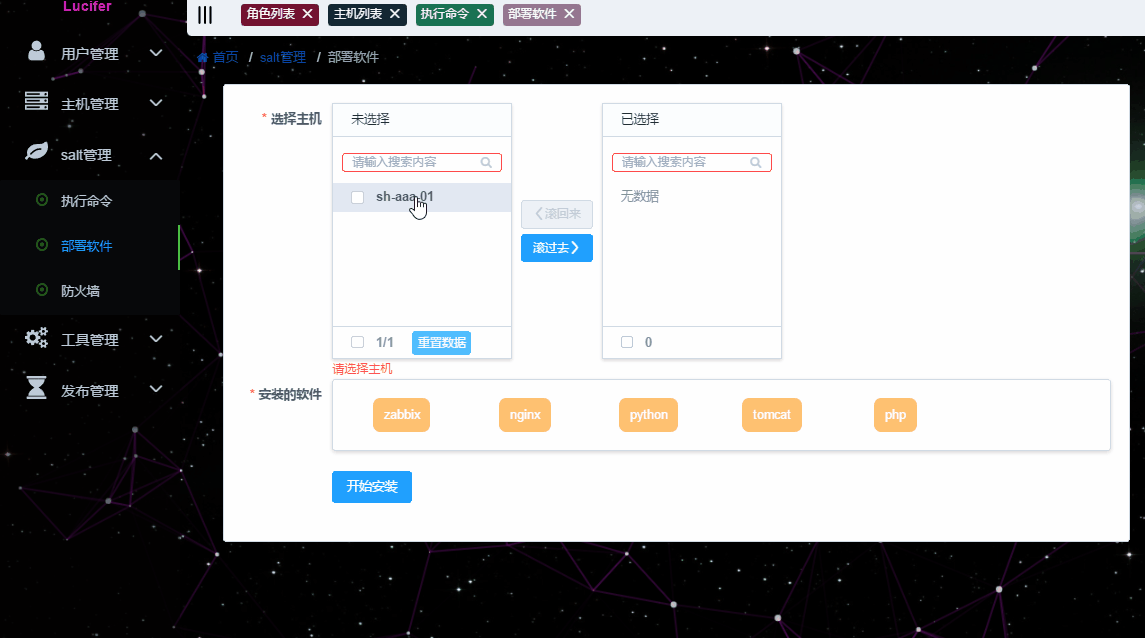 Lucifer
角色列表 主机列表 执行命令 部署软件
首页 / salt管理 / 部署软件
用户管理
主机管理
salt管理
执行命令
部署软件
防火墙
工具管理
发布管理
* 选择主机
未选择
请输入搜索内容
sh-aaa-01
1/1 重置数据
请选择主机
滚回来
滚过去
已选择
请输入搜索内容
无数据
0
* 安装的软件
zabbix nginx python tomcat php
开始安装